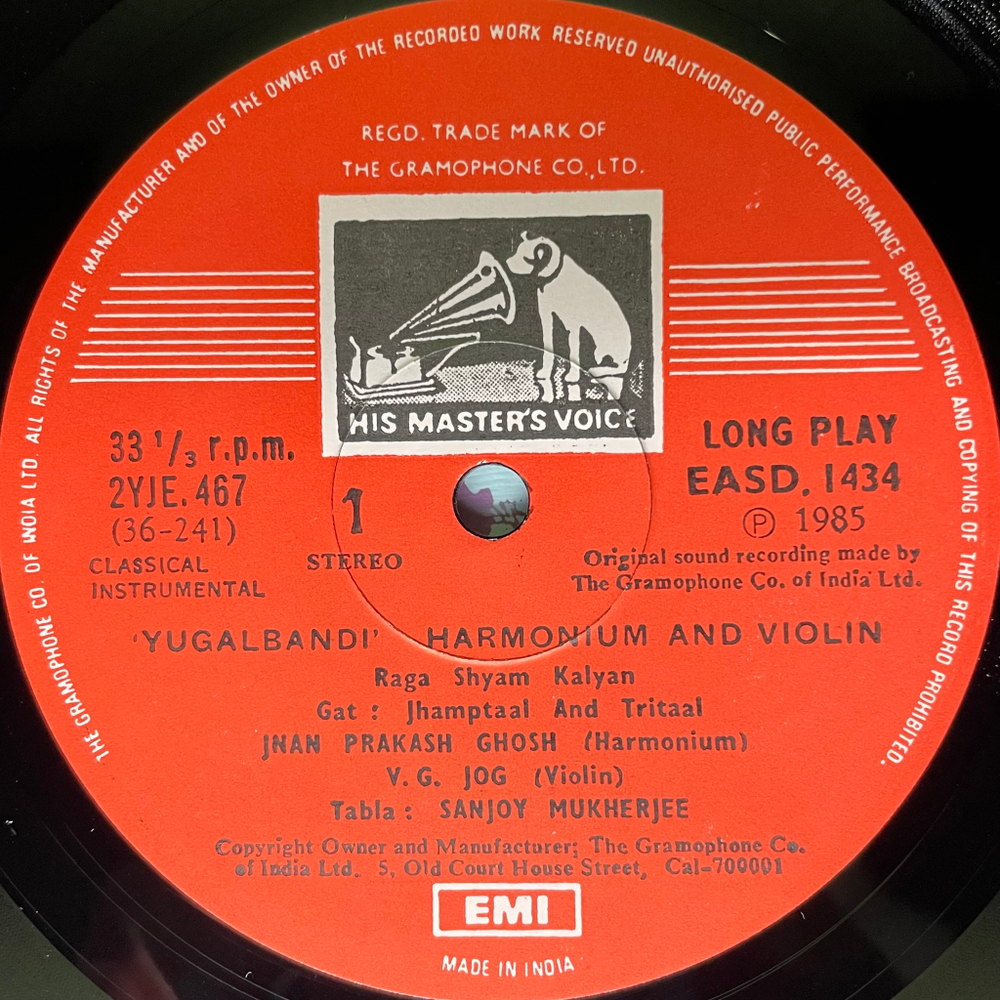 THE GRAMOPHONE CO. OF INDIA LTD. ALL RIGHTS OF THE MANUFACTURER AND OF THE OWNER OF THE RECORDED WORK RESERVED UNAUTHORISED PUBLIC PERFORMANCE BROADCASTING AND COPYING OF THIS RECORD PROHIBITED.
REGD. TRADE MARK OF
THE GRAMOPHONE CO., LTD.
HIS MASTER'S VOICE
33 1/3 r.p.m.
2YJE. 467
(36-241)
CLASSICAL
INSTRUMENTAL
1
STEREO
LONG PLAY
EASD. 1434
Ⓟ 1985
Original sound recording made by
The Gramophone Co. of India Ltd.
'YUGALBANDI' HARMONIUM AND VIOLIN
Raga Shyam Kalyan
Gat : Jhamptaal And Tritaal
JNAN PRAKASH GHOSH (Harmonium)
V. G. JOG (Violin)
Tabla : SANJOY MUKHERJEE
Copyright Owner and Manufacturer; The Gramophone Co.
of India Ltd. 5, Old Court House Street, Cal-700001
EMI
MADE IN INDIA